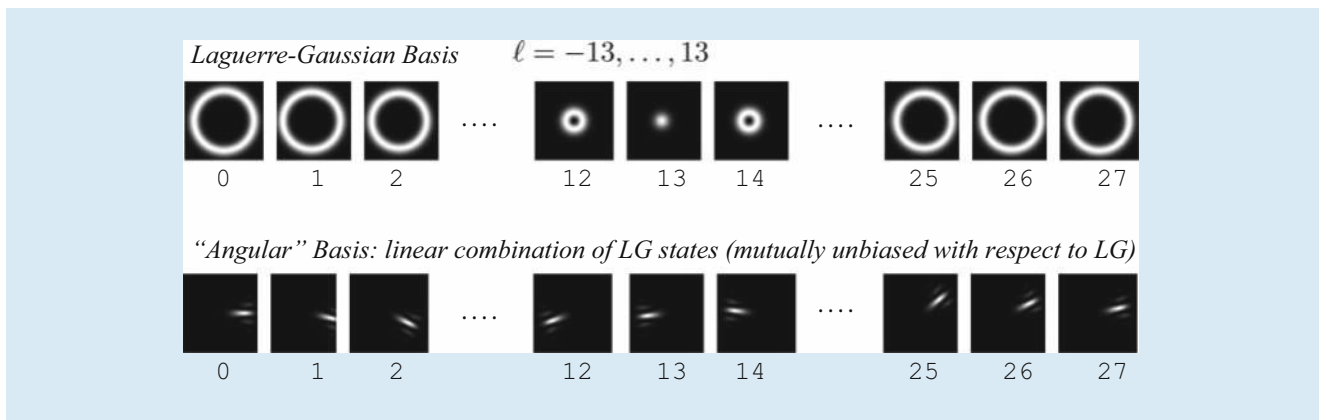 Laguerre-Gaussian Basis ℓ = −13, . . . , 13
. . . . . . . .
0 1 2 12 13 14 25 26 27
“Angular” Basis: linear combination of LG states (mutually unbiased with respect to LG)
. . . . . . . .
0 1 2 12 13 14 25 26 27